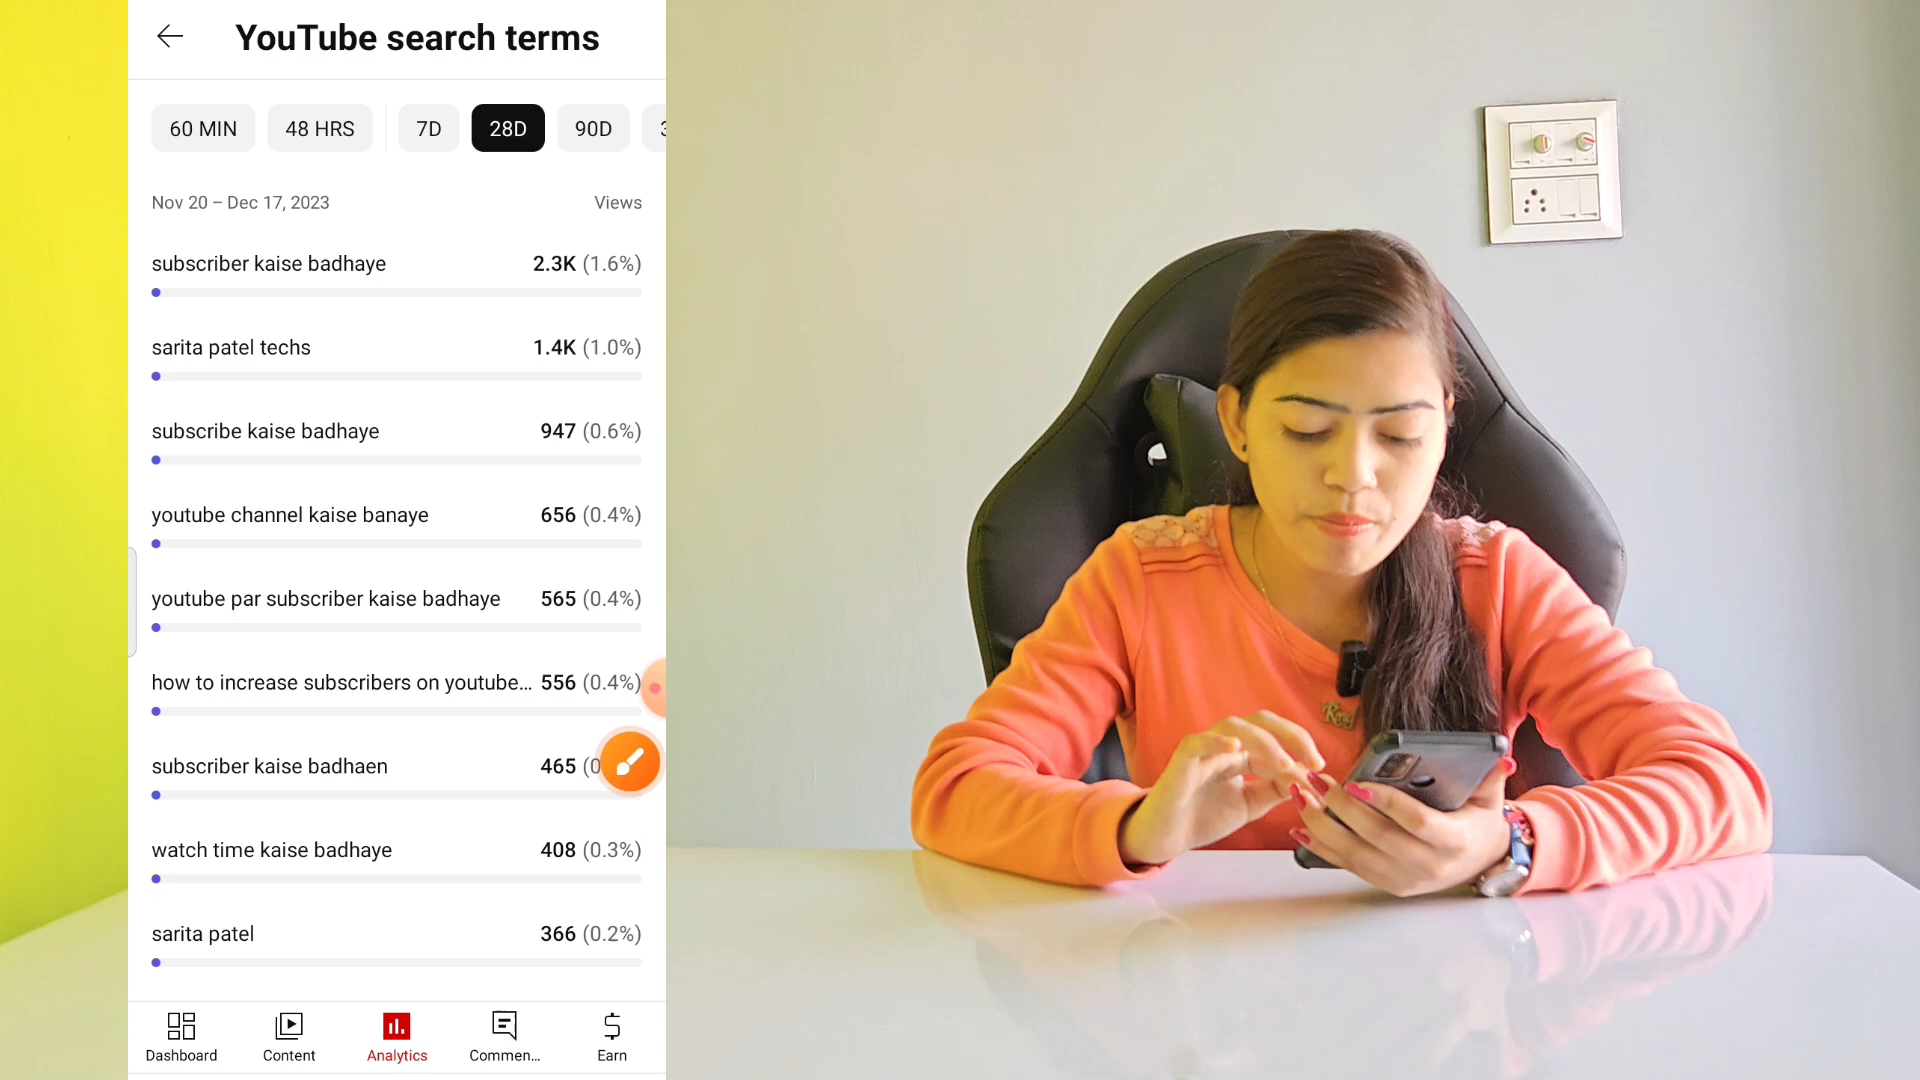 YouTube search terms
60 MIN 48 HRS 7D 28D 90D
Nov 20 – Dec 17, 2023 Views
subscriber kaise badhaye 2.3K (1.6%)
sarita patel techs 1.4K (1.0%)
subscribe kaise badhaye 947 (0.6%)
youtube channel kaise banaye 656 (0.4%)
youtube par subscriber kaise badhaye 565 (0.4%)
how to increase subscribers on youtube... 556 (0.4%)
subscriber kaise badhaen 465 (0
watch time kaise badhaye 408 (0.3%)
sarita patel 366 (0.2%)
Dashboard Content Analytics Commen... Earn